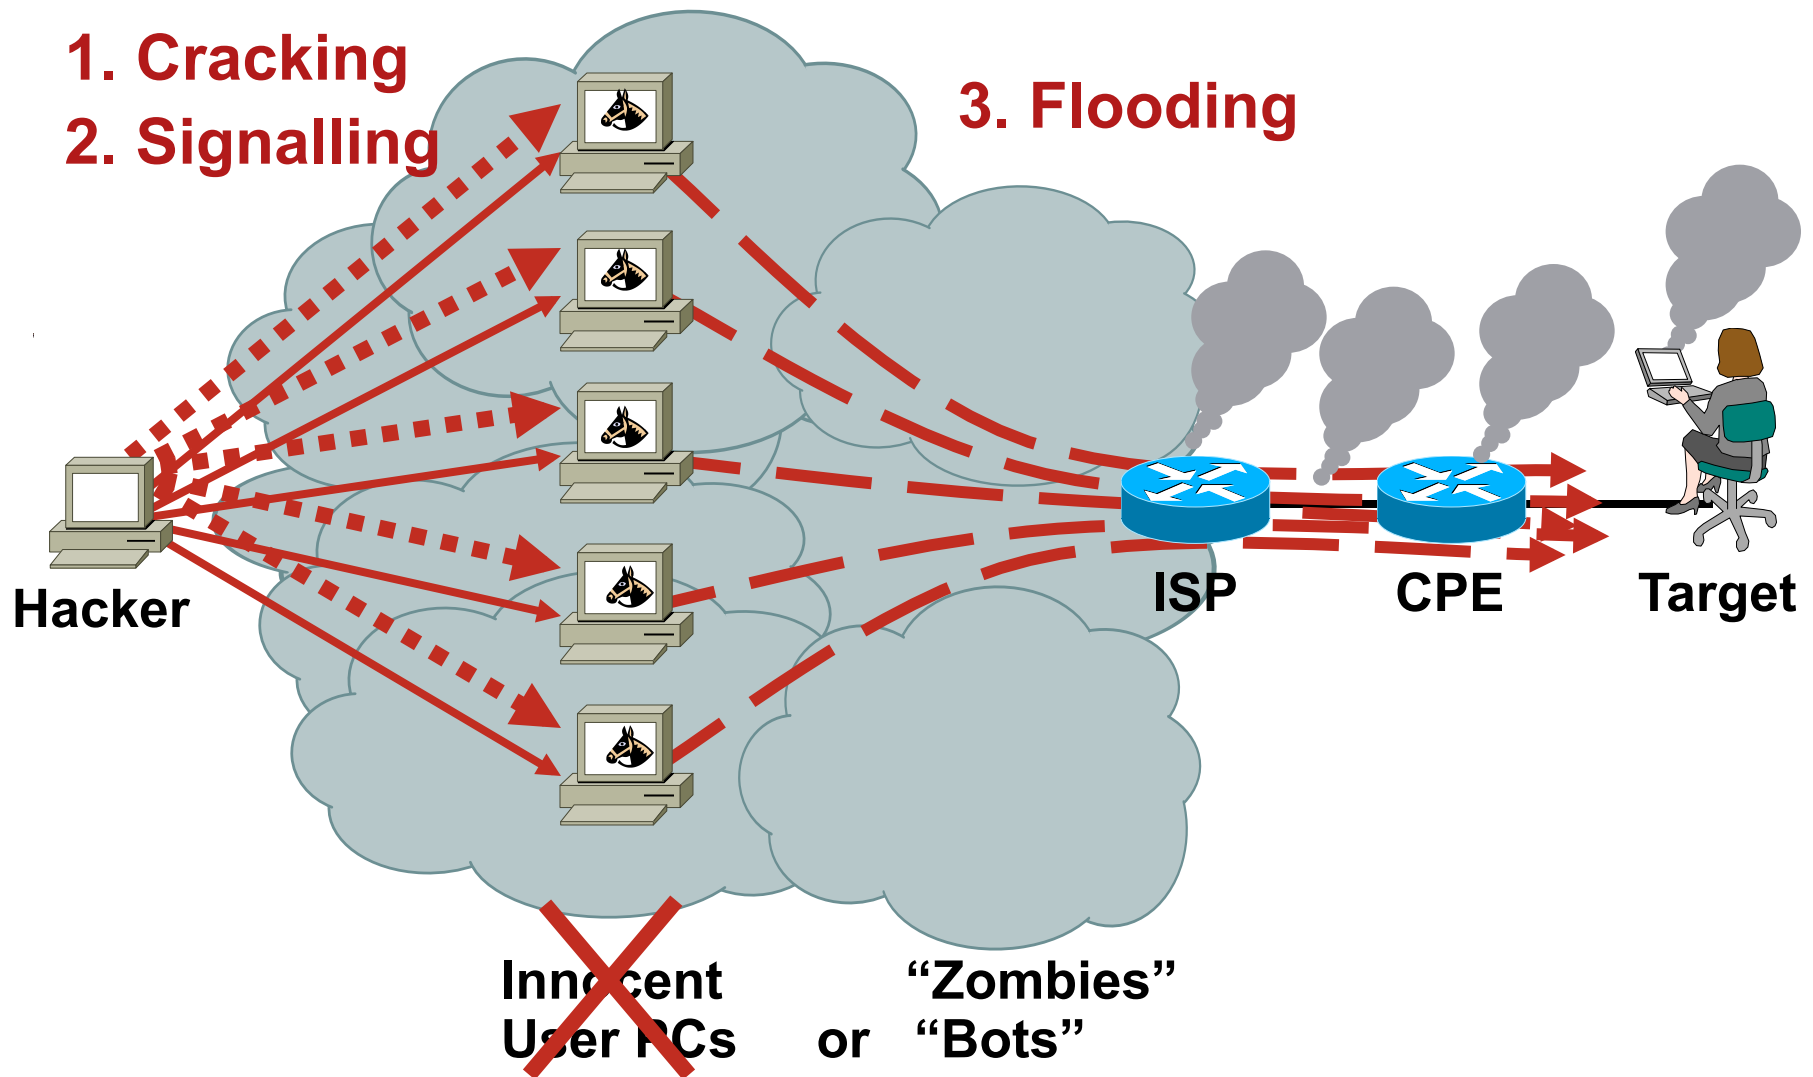 1. Cracking
2. Signalling
3. Flooding
Hacker
ISP
CPE
Target
Innocent “Zombies”
User PCs or “Bots”